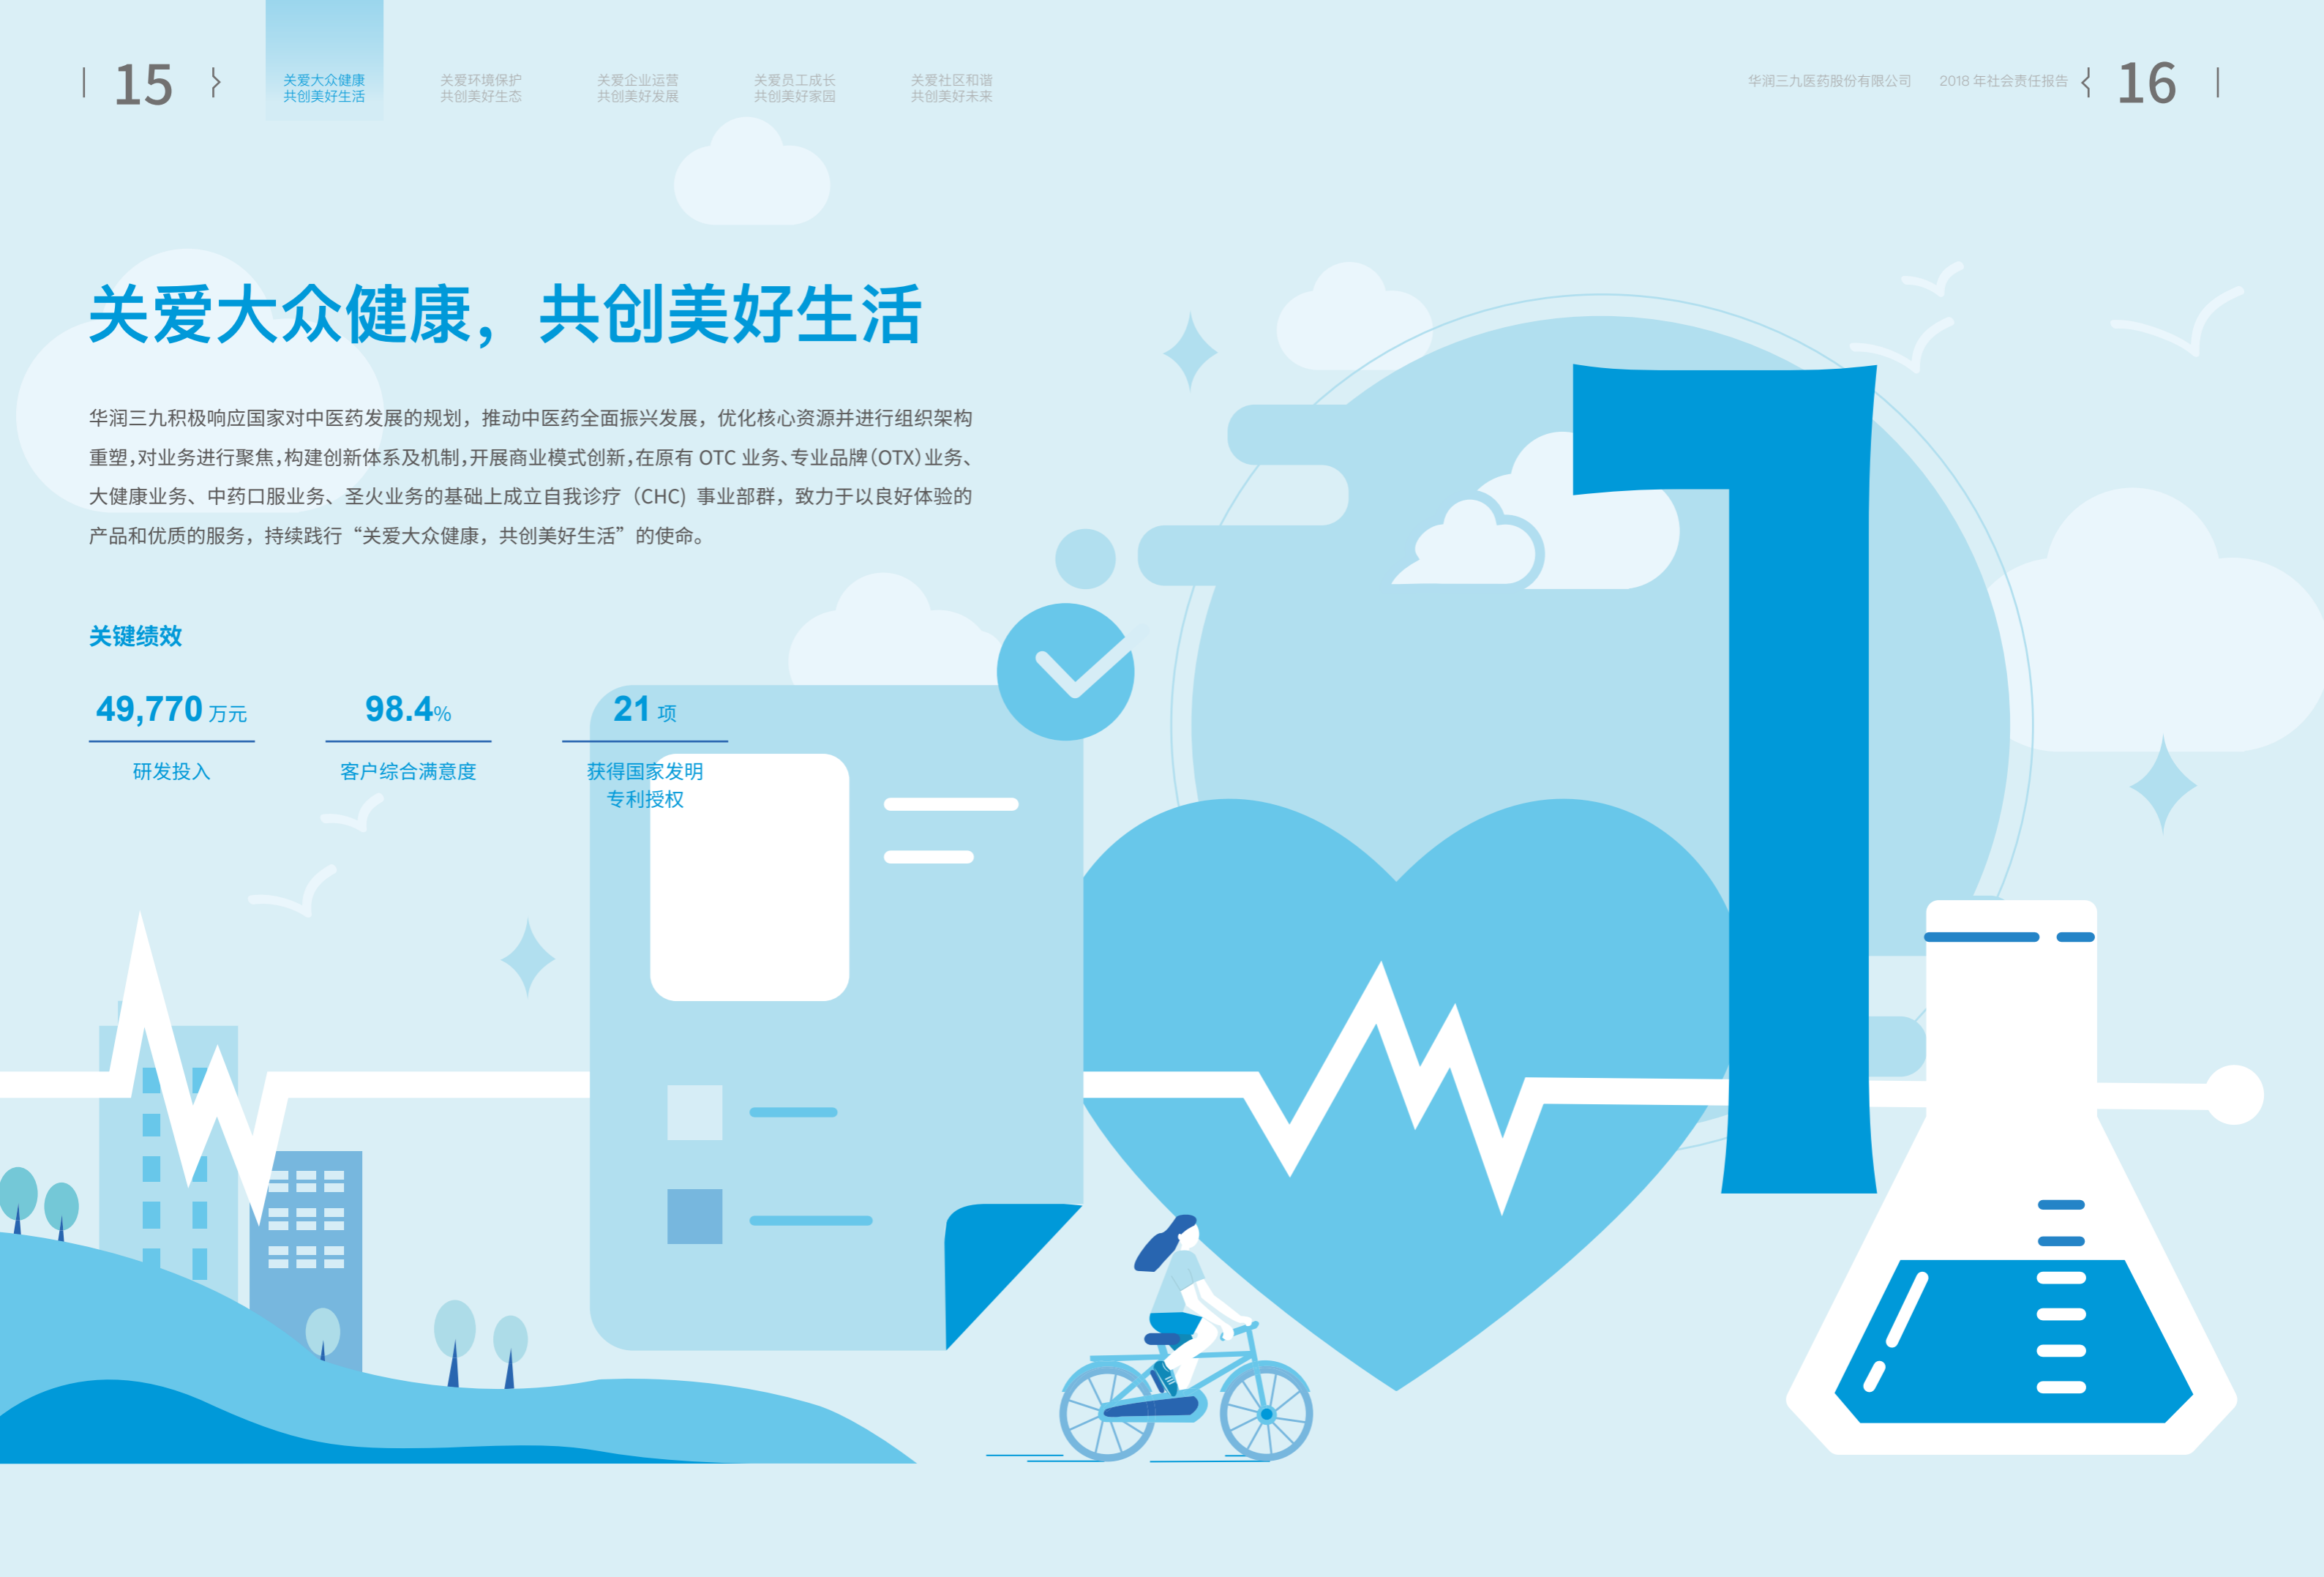 15
关爱大众健康
共创美好生活
关爱环境保护
共创美好生态
关爱企业运营
共创美好发展
关爱员工成长
共创美好家园
关爱社区和谐
共创美好未来
华润三九医药股份有限公司 2018 年社会责任报告
16
关爱大众健康，共创美好生活
华润三九积极响应国家对中医药发展的规划，推动中医药全面振兴发展，优化核心资源并进行组织架构
重塑，对业务进行聚焦，构建创新体系及机制，开展商业模式创新，在原有 OTC 业务、专业品牌（OTX）业务、
大健康业务、中药口服业务、圣火业务的基础上成立自我诊疗（CHC）事业部群，致力于以良好体验的
产品和优质的服务，持续践行“关爱大众健康，共创美好生活”的使命。
关键绩效
49,770 万元
研发投入
98.4%
客户综合满意度
21 项
获得国家发明
专利授权
1